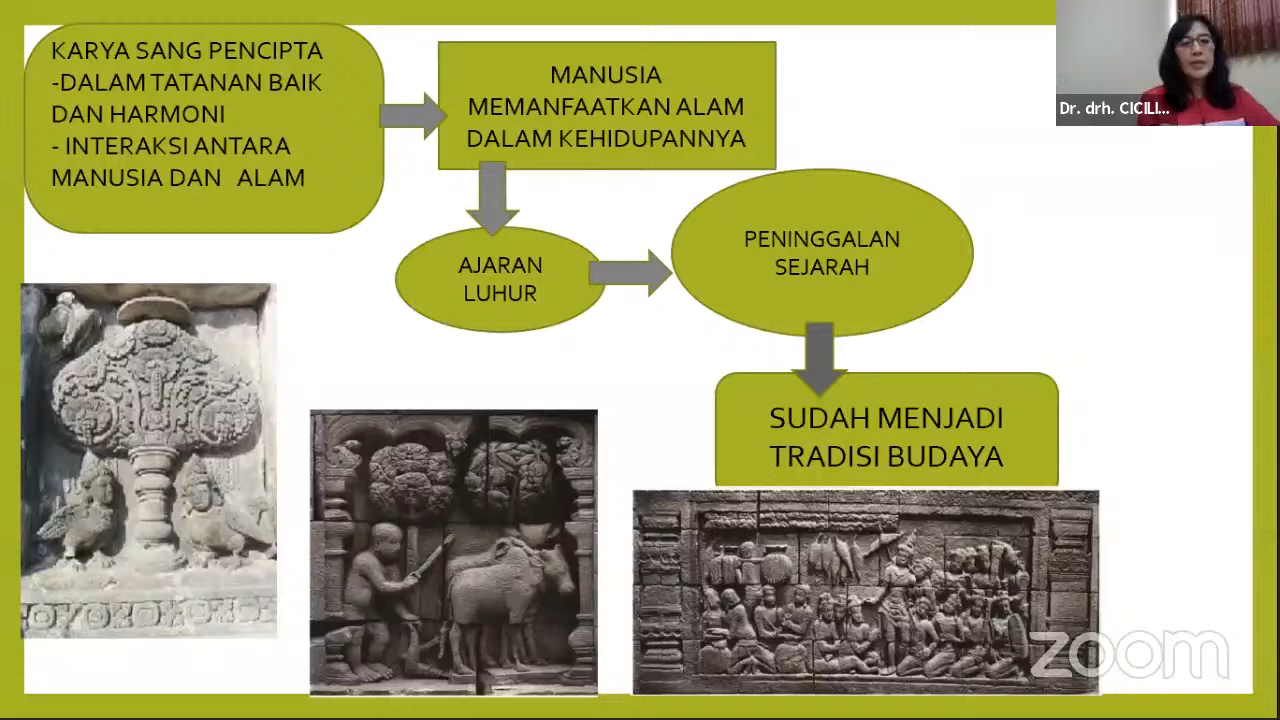 KARYA SANG PENCIPTA
-DALAM TATANAN BAIK
DAN HARMONI
- INTERAKSI ANTARA
MANUSIA DAN ALAM
MANUSIA
MEMANFAATKAN ALAM
DALAM KEHIDUPANNYA
Dr. drh. CICILI...
AJARAN
LUHUR
PENINGGALAN
SEJARAH
SUDAH MENJADI
TRADISI BUDAYA
zoom